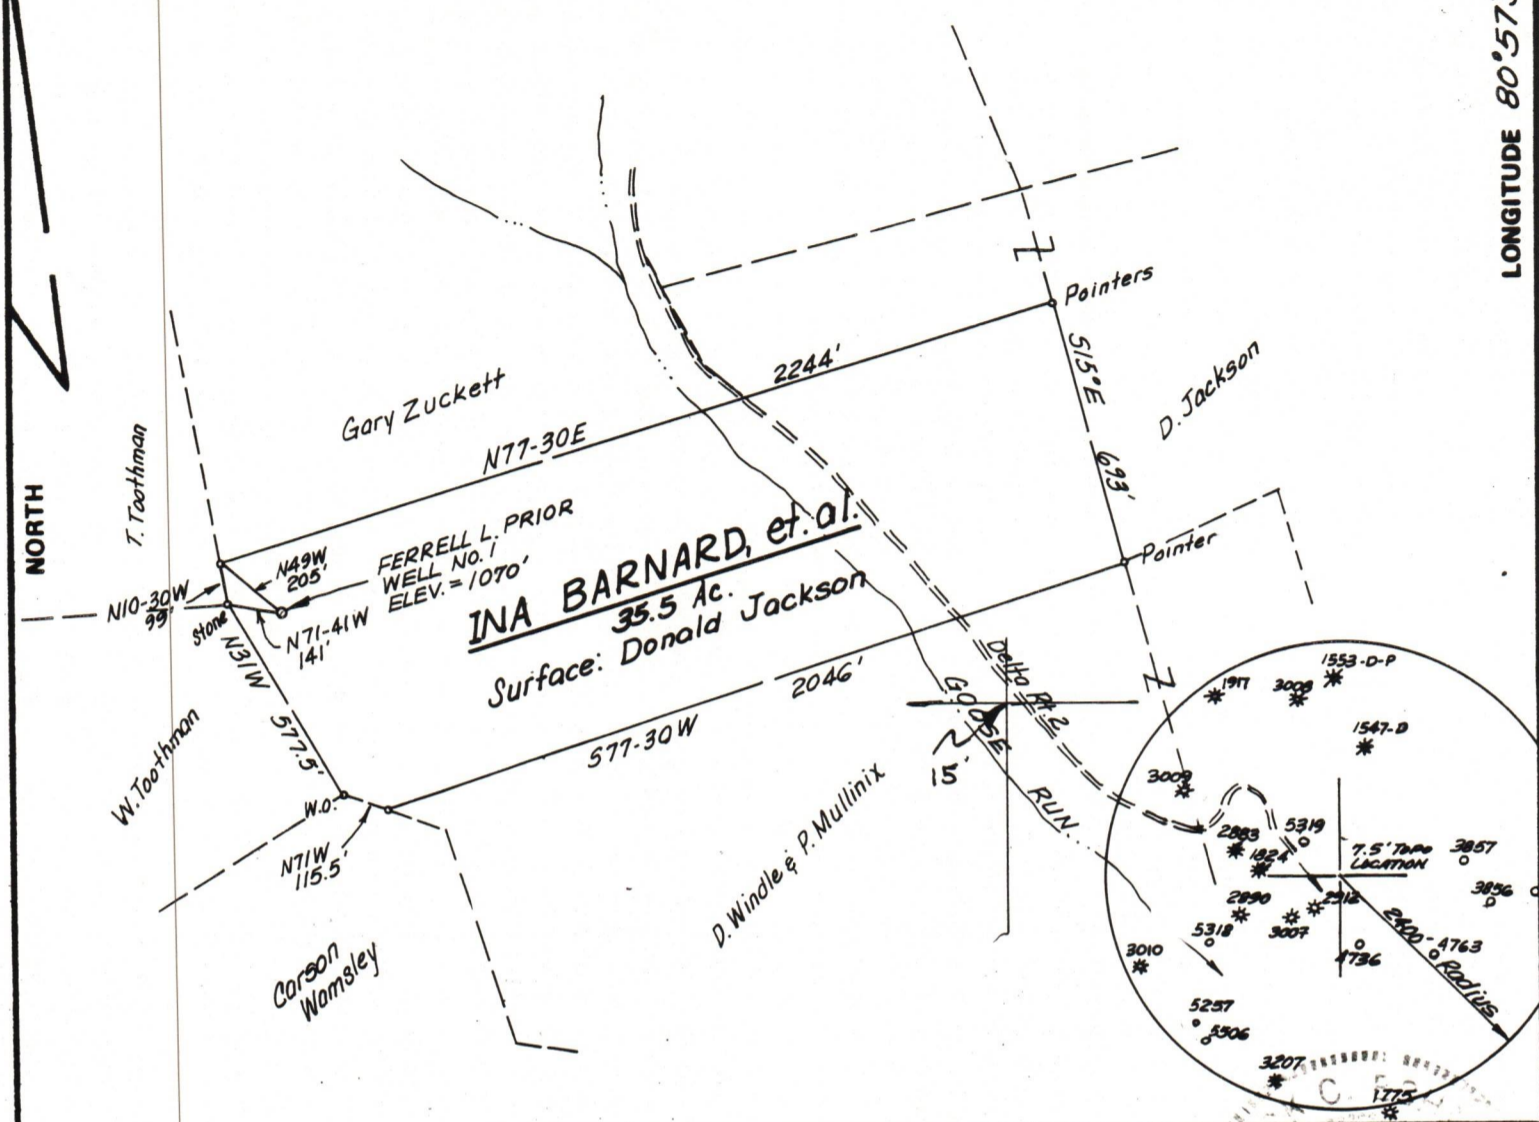 LONGITUDE 80°57'
NORTH
T. Toothman
Gary Zuckett
2244'
N77-30E
Pointers
S15°E
693'
D. Jackson
N49W
205'
FERRELL L. PRIOR
WELL NO. 1
ELEV. = 1070'
N10-30W
99'
Stone
N71-41W
141'
INA BARNARD, et. al.
35.5 Ac.
Surface: Donald Jackson
Pointer
N31W
577.5'
W. Toothman
W.O.
N71W
115.5'
S77-30W
2046'
Delta Rt. 2
GOOSE RUN
15'
D. Windle & P. Mullinix
Carson
Wamsley
1553-D-P
1917
3008
1547-D
3009
2883
5319
1824
7.5' TOPO
LOCATION
3857
3856
2890
2912
3007
5318
4736
2400-
4763
Radius
3010
5257
5506
3207
1775